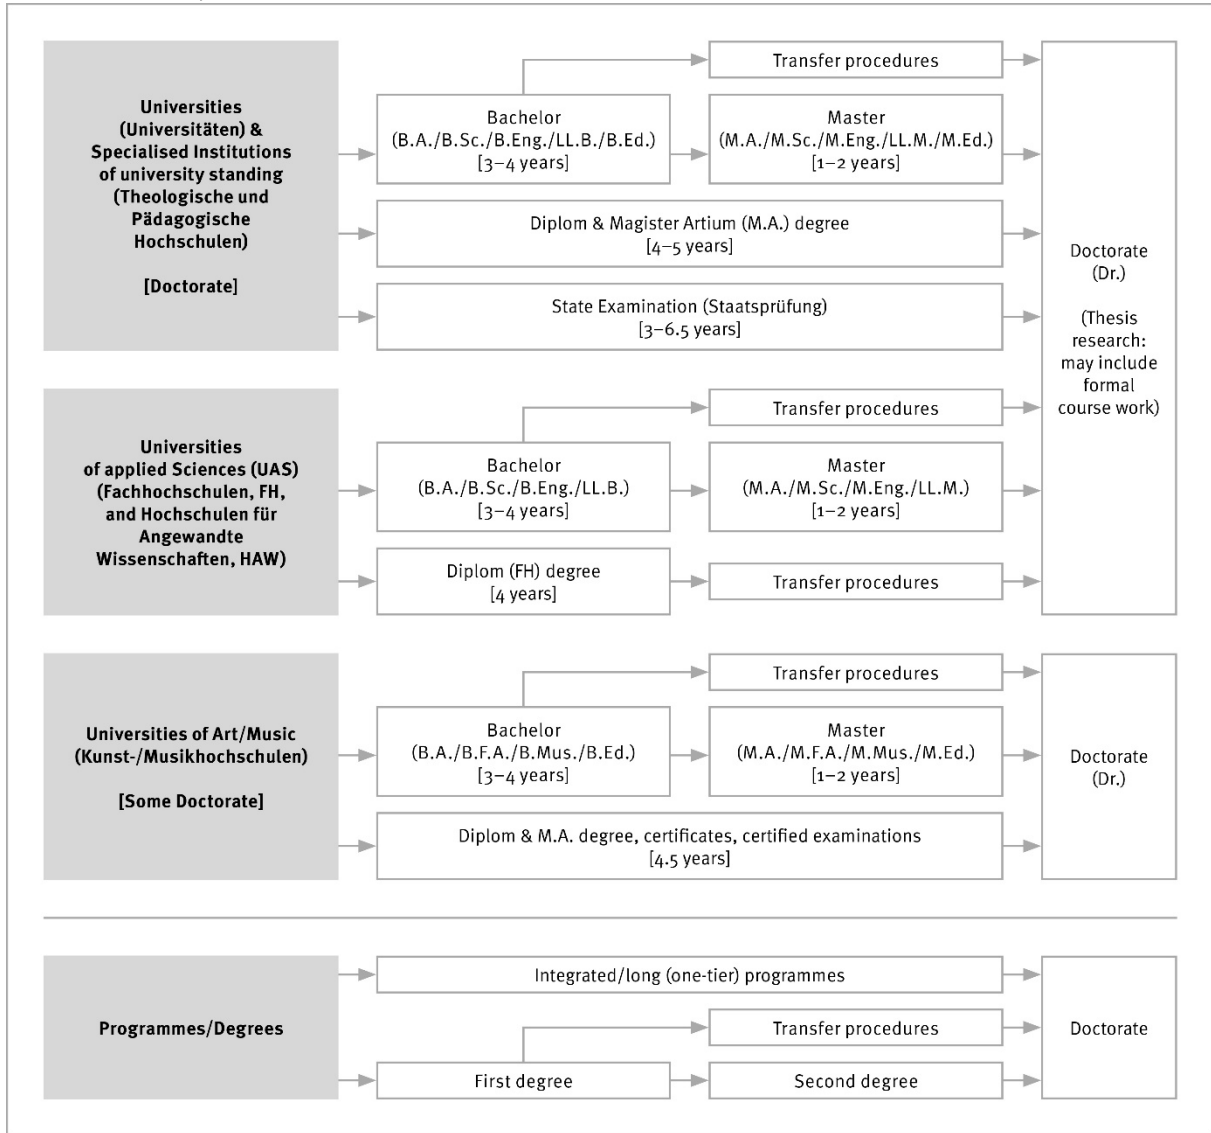 Universities
(Universitäten) &
Specialised Institutions
of university standing
(Theologische und
Pädagogische
Hochschulen)
[Doctorate]
Transfer procedures
Bachelor
(B.A./B.Sc./B.Eng./LL.B./B.Ed.)
[3–4 years]
Master
(M.A./M.Sc./M.Eng./LL.M./M.Ed.)
[1–2 years]
Diplom & Magister Artium (M.A.) degree
[4–5 years]
State Examination (Staatsprüfung)
[3–6.5 years]
Doctorate
(Dr.)
(Thesis
research:
may include
formal
course work)
Universities
of applied Sciences (UAS)
(Fachhochschulen, FH,
and Hochschulen für
Angewandte
Wissenschaften, HAW)
Transfer procedures
Bachelor
(B.A./B.Sc./B.Eng./LL.B.)
[3–4 years]
Master
(M.A./M.Sc./M.Eng./LL.M.)
[1–2 years]
Diplom (FH) degree
[4 years]
Transfer procedures
Universities of Art/Music
(Kunst-/Musikhochschulen)
[Some Doctorate]
Transfer procedures
Bachelor
(B.A./B.F.A./B.Mus./B.Ed.)
[3–4 years]
Master
(M.A./M.F.A./M.Mus./M.Ed.)
[1–2 years]
Diplom & M.A. degree, certificates, certified examinations
[4.5 years]
Doctorate
(Dr.)
Programmes/Degrees
Integrated/long (one-tier) programmes
Transfer procedures
First degree
Second degree
Doctorate